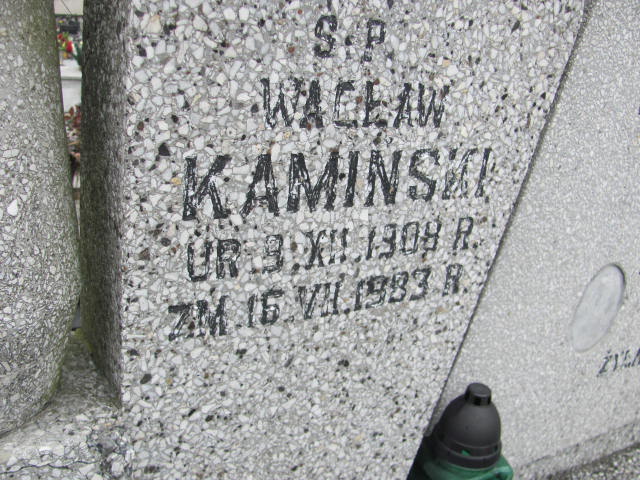 Ś.P
WACŁAW
KAMIŃSKI
UR. 9.XII.1908 R.
ZM. 16.VII.1983 R.